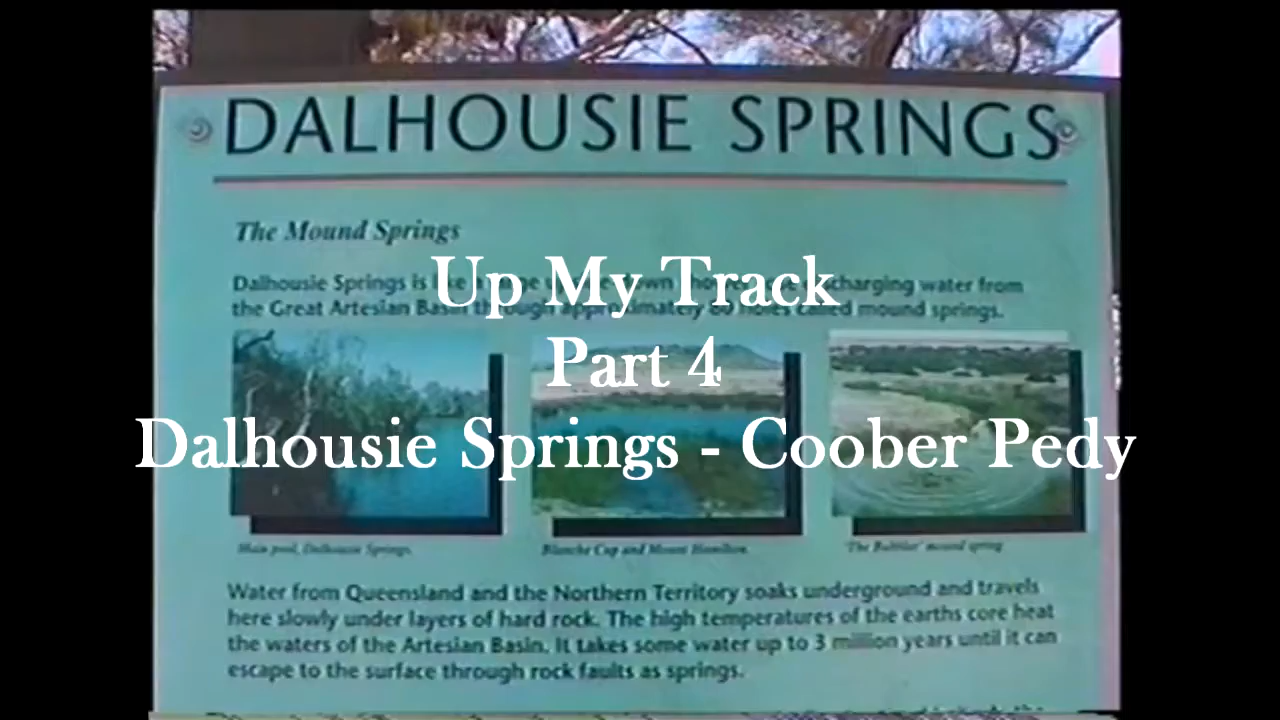 DALHOUSIE SPRINGS
The Mound Springs
Dalhousie Springs is charging water from
the Great Artesian Basin through approximately 80 holes called mound springs.
Up My Track
Part 4
Dalhousie Springs - Coober Pedy
Main pool, Dalhousie Springs.
Blanche Cup and Mount Hamilton.
'The Bubbler' mound spring
Water from Queensland and the Northern Territory soaks underground and travels
here slowly under layers of hard rock. The high temperatures of the earths core heat
the waters of the Artesian Basin. It takes some water up to 3 million years until it can
escape to the surface through rock faults as springs.